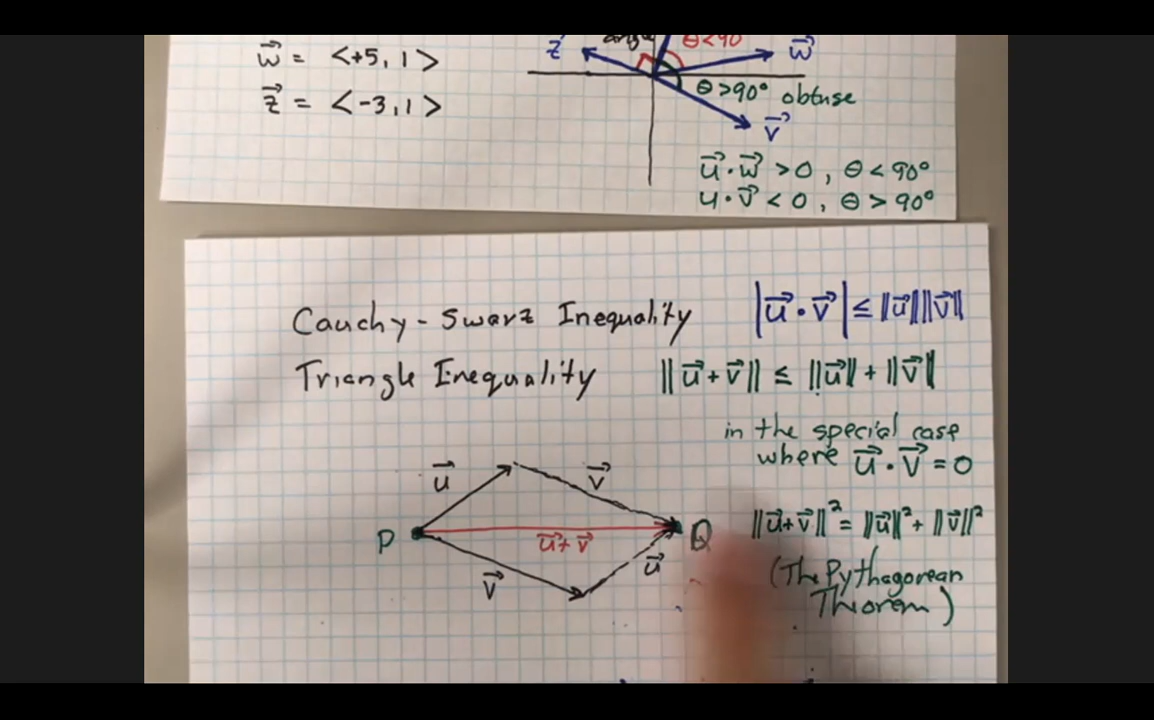 w⃗ = <+5, 1>
z⃗ = <-3, 1>
z⃗
θ<90
w⃗
θ>90° obtuse
v⃗
u⃗·w⃗ >0, θ<90°
u·v⃗ <0, θ>90°
Cauchy-Swarz Inequality |u⃗·v⃗| ≤ ||u⃗|| ||v⃗||
Triangle Inequality ||u⃗+v⃗|| ≤ ||u⃗|| + ||v⃗||
in the special case
where u⃗·v⃗ = 0
u⃗
v⃗
P
Q
u⃗+v⃗
v⃗
u⃗
||u⃗+v⃗||² = ||u⃗||² + ||v⃗||²
(The Pythagorean
Thiorem)